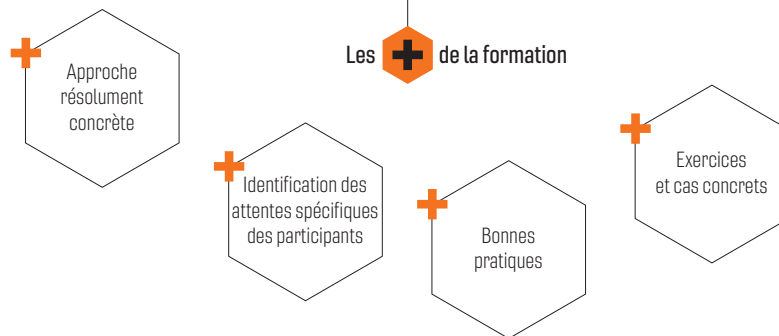 Les + de la formation
Approche
résolument
concrète
Identification des
attentes spécifiques
des participants
Bonnes
pratiques
Exercices
et cas concrets